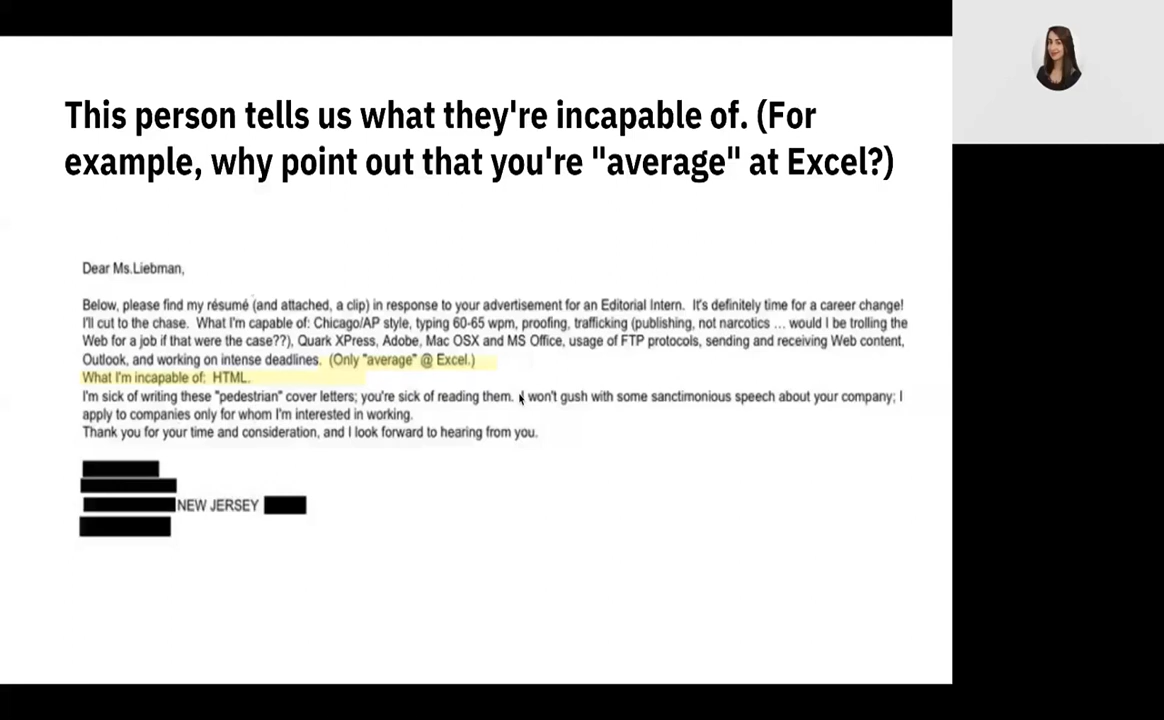 This person tells us what they're incapable of. (For
example, why point out that you're "average" at Excel?)
Dear Ms.Liebman,
Below, please find my résumé (and attached, a clip) in response to your advertisement for an Editorial Intern. It's definitely time for a career change!
I'll cut to the chase. What I'm capable of: Chicago/AP style, typing 60-65 wpm, proofing, trafficking (publishing, not narcotics ... would I be trolling the
Web for a job if that were the case??), Quark XPress, Adobe, Mac OSX and MS Office, usage of FTP protocols, sending and receiving Web content,
Outlook, and working on intense deadlines. (Only "average" @ Excel.)
What I'm incapable of: HTML.
I'm sick of writing these "pedestrian" cover letters; you're sick of reading them. I won't gush with some sanctimonious speech about your company; I
apply to companies only for whom I'm interested in working.
Thank you for your time and consideration, and I look forward to hearing from you.
NEW JERSEY